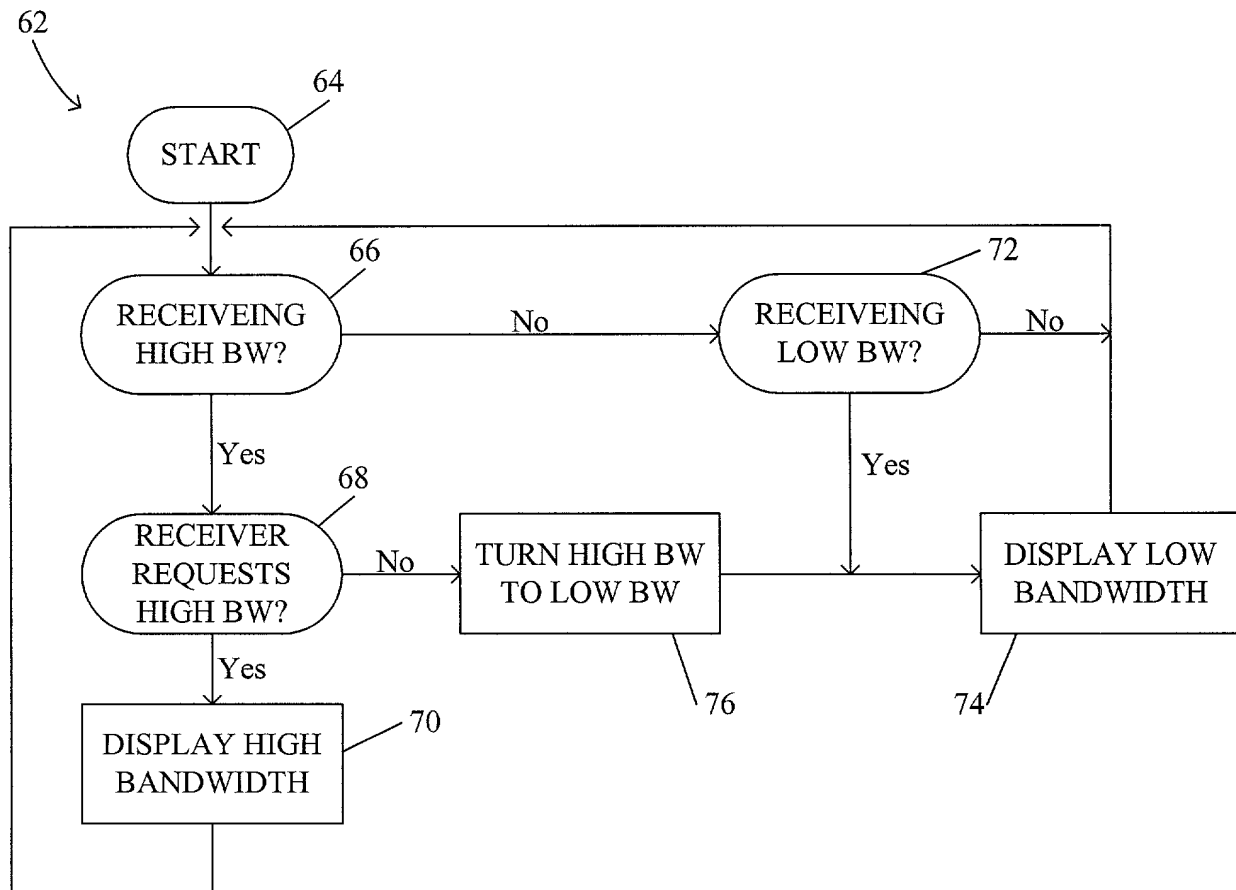 62
64
START
66
72
RECEIVEING
HIGH BW?
No
RECEIVEING
LOW BW?
No
Yes
Yes
68
RECEIVER
REQUESTS
HIGH BW?
No
TURN HIGH BW
TO LOW BW
DISPLAY LOW
BANDWIDTH
Yes
76
74
70
DISPLAY HIGH
BANDWIDTH